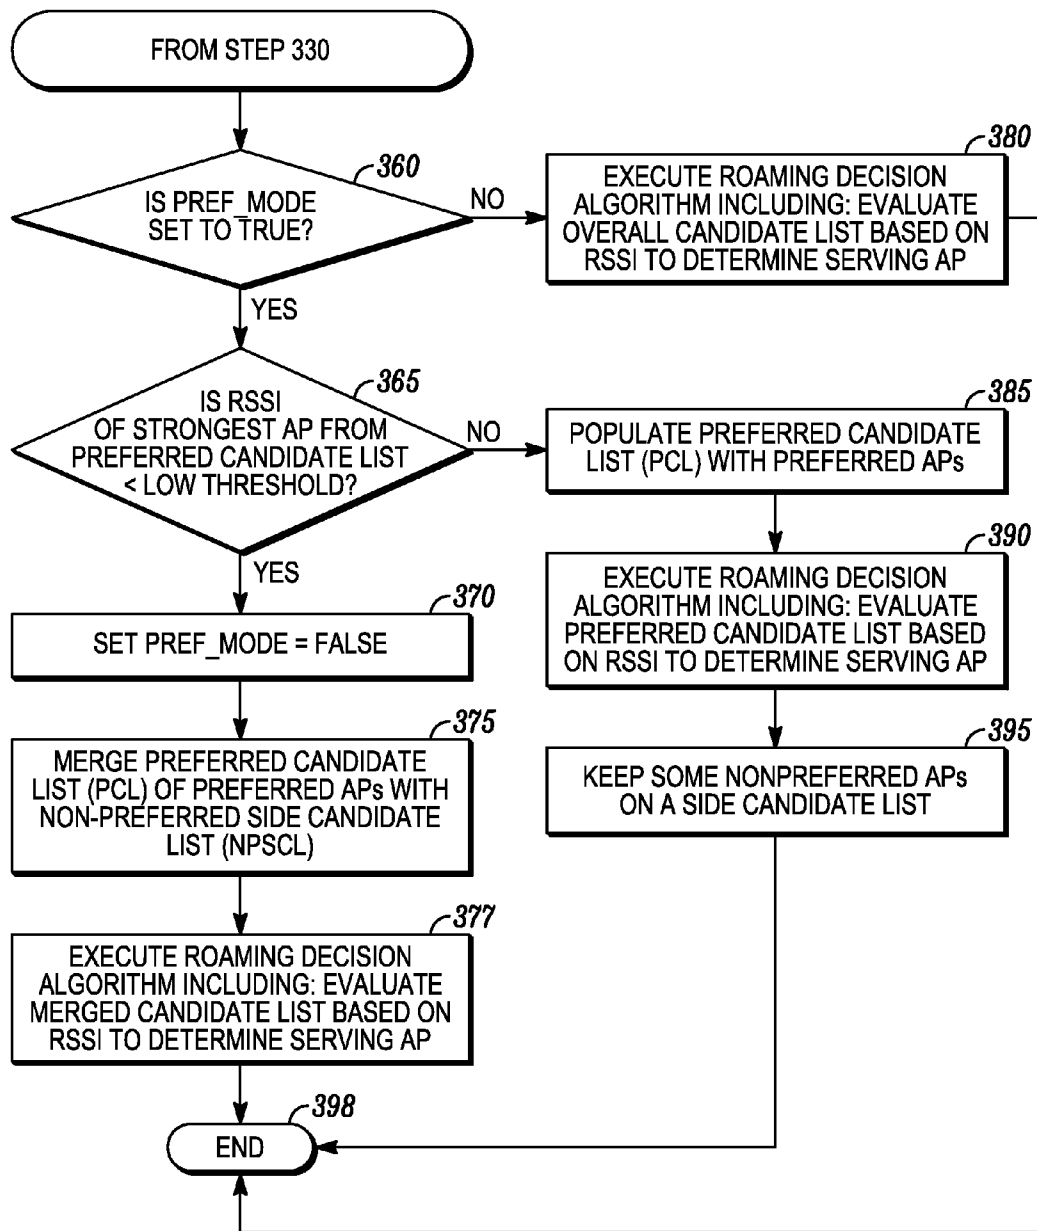 FROM STEP 330
360
IS PREF_MODE
SET TO TRUE?
NO
YES
380
EXECUTE ROAMING DECISION
ALGORITHM INCLUDING: EVALUATE
OVERALL CANDIDATE LIST BASED ON
RSSI TO DETERMINE SERVING AP
365
IS RSSI
OF STRONGEST AP FROM
PREFERRED CANDIDATE LIST
< LOW THRESHOLD?
NO
YES
385
POPULATE PREFERRED CANDIDATE
LIST (PCL) WITH PREFERRED APs
390
EXECUTE ROAMING DECISION
ALGORITHM INCLUDING: EVALUATE
PREFERRED CANDIDATE LIST BASED
ON RSSI TO DETERMINE SERVING AP
395
KEEP SOME NONPREFERRED APs
ON A SIDE CANDIDATE LIST
370
SET PREF_MODE = FALSE
375
MERGE PREFERRED CANDIDATE
LIST (PCL) OF PREFERRED APs WITH
NON-PREFERRED SIDE CANDIDATE
LIST (NPSCL)
377
EXECUTE ROAMING DECISION
ALGORITHM INCLUDING: EVALUATE
MERGED CANDIDATE LIST BASED ON
RSSI TO DETERMINE SERVING AP
398
END